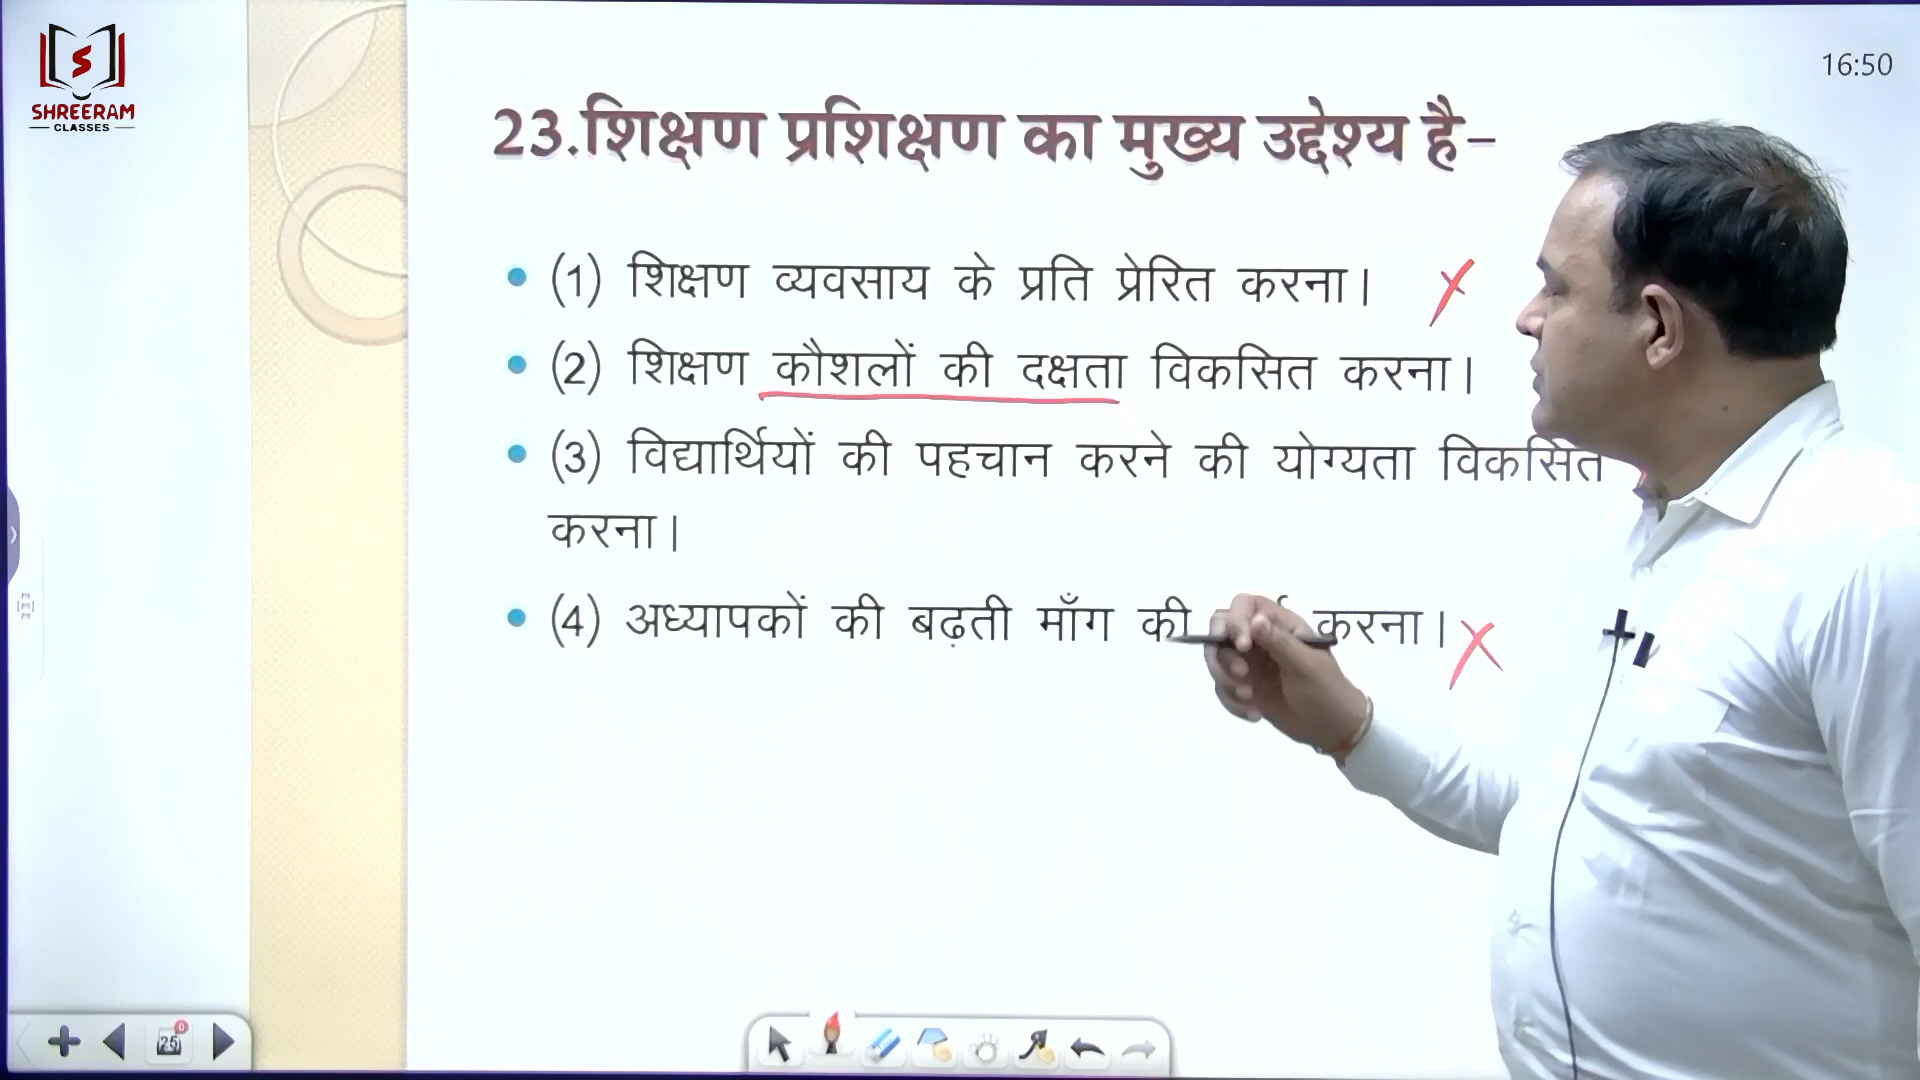 SHREERAM
CLASSES
16:50
23.शिक्षण प्रशिक्षण का मुख्य उद्देश्य है-
(1) शिक्षण व्यवसाय के प्रति प्रेरित करना।
(2) शिक्षण कौशलों की दक्षता विकसित करना।
(3) विद्यार्थियों की पहचान करने की योग्यता विकसित
करना।
(4) अध्यापकों की बढ़ती माँग की करना।
25
0